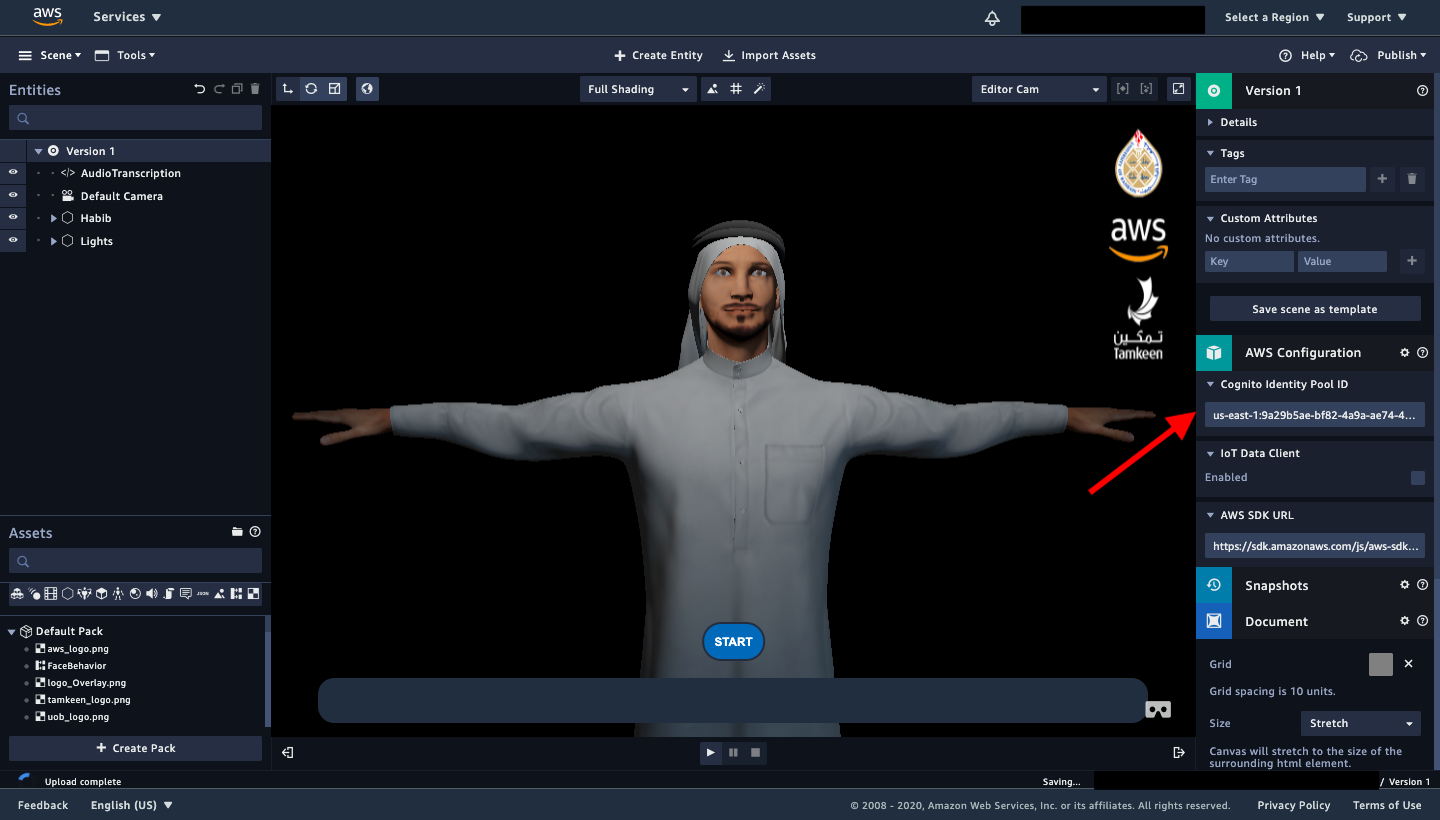 aws
Services
Select a Region
Support
Scene
Tools
Create Entity
Import Assets
Help
Publish
Entities
Full Shading
Editor Cam
Version 1
Version 1
AudioTranscription
Default Camera
Habib
Lights
Details
Tags
Enter Tag
Custom Attributes
No custom attributes.
Key
Value
Save scene as template
aws
تمكين
Tamkeen
AWS Configuration
Cognito Identity Pool ID
us-east-1:9a29b5ae-bf82-4a9a-ae74-4...
IoT Data Client
Enabled
AWS SDK URL
https://sdk.amazonaws.com/js/aws-sdk...
Snapshots
Document
Grid
Grid spacing is 10 units.
Size
Stretch
Canvas will stretch to the size of the
surrounding html element.
START
Assets
JSON
Default Pack
aws_logo.png
FaceBehavior
logo_Overlay.png
tamkeen_logo.png
uob_logo.png
Create Pack
Upload complete
Saving...
/ Version 1
Feedback
English (US)
© 2008 - 2020, Amazon Web Services, Inc. or its affiliates. All rights reserved.
Privacy Policy
Terms of Use